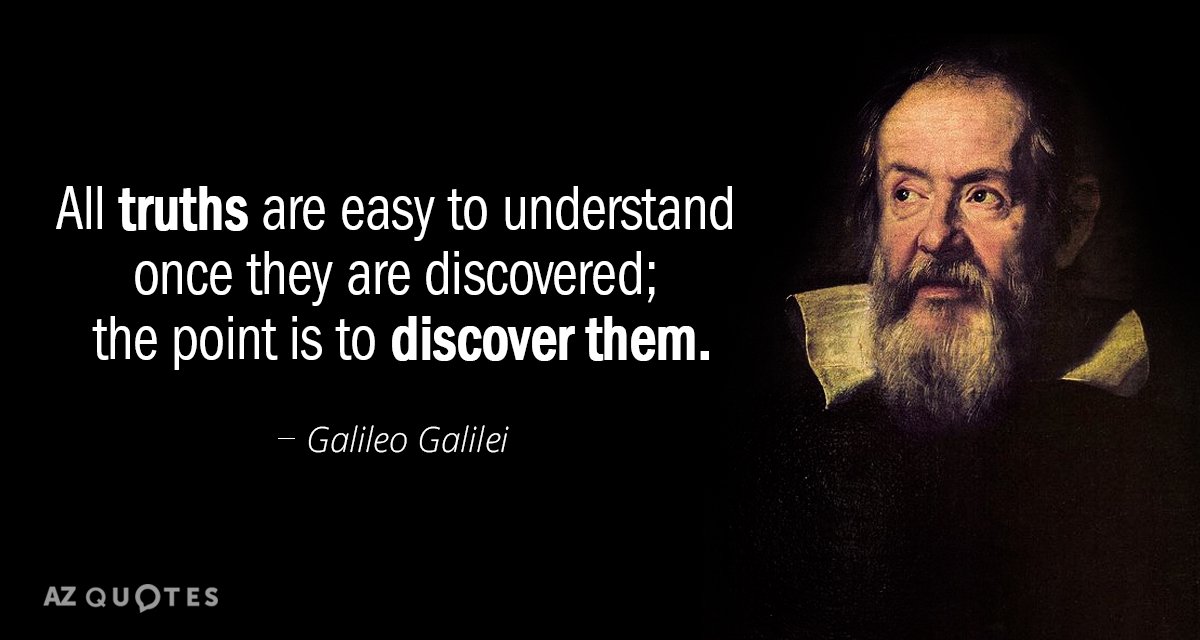 All truths are easy to understand
once they are discovered;
the point is to discover them.
– Galileo Galilei
AZ QUOTES